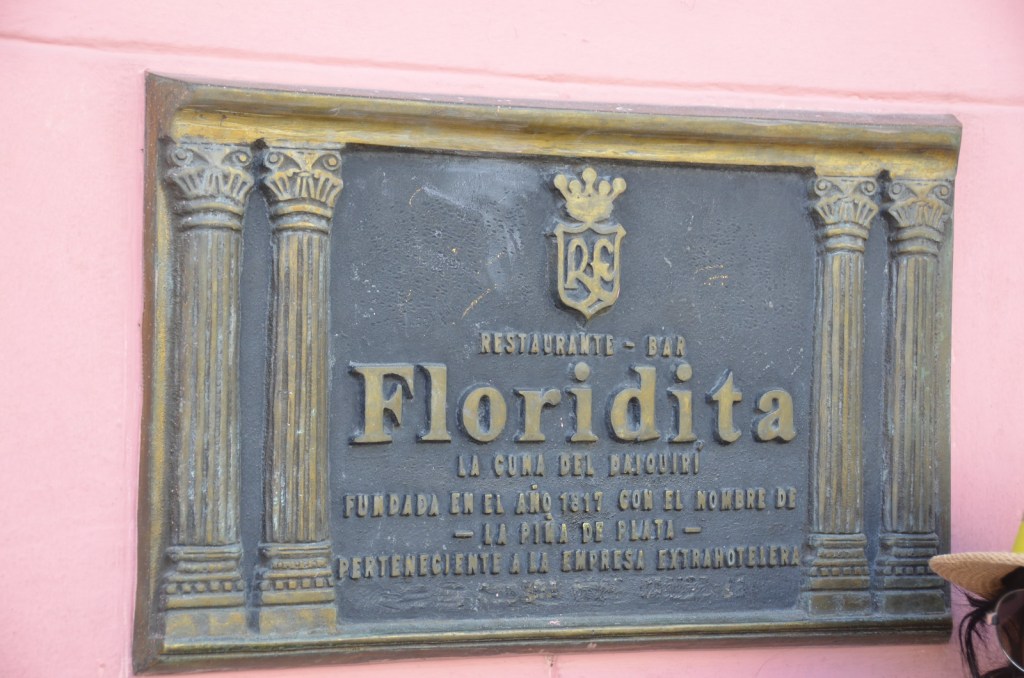 RF
RESTAURANTE - BAR
Floridita
LA CUNA DEL DAIQUIRÍ
FUNDADA EN EL AÑO 1817 CON EL NOMBRE DE
- LA PIÑA DE PLATA -
PERTENECIENTE A LA EMPRESA EXTRAHOTELERA